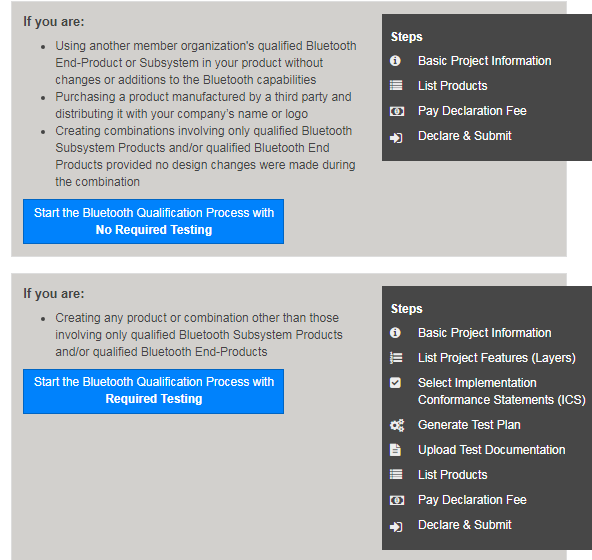 If you are:
Using another member organization's qualified Bluetooth
End-Product or Subsystem in your product without
changes or additions to the Bluetooth capabilities
Purchasing a product manufactured by a third party and
distributing it with your company's name or logo
Creating combinations involving only qualified Bluetooth
Subsystem Products and/or qualified Bluetooth End
Products provided no design changes were made during
the combination
Start the Bluetooth Qualification Process with
No Required Testing
Steps
Basic Project Information
List Products
Pay Declaration Fee
Declare & Submit
If you are:
Creating any product or combination other than those
involving only qualified Bluetooth Subsystem Products
and/or qualified Bluetooth End-Products
Start the Bluetooth Qualification Process with
Required Testing
Steps
Basic Project Information
List Project Features (Layers)
Select Implementation
Conformance Statements (ICS)
Generate Test Plan
Upload Test Documentation
List Products
Pay Declaration Fee
Declare & Submit